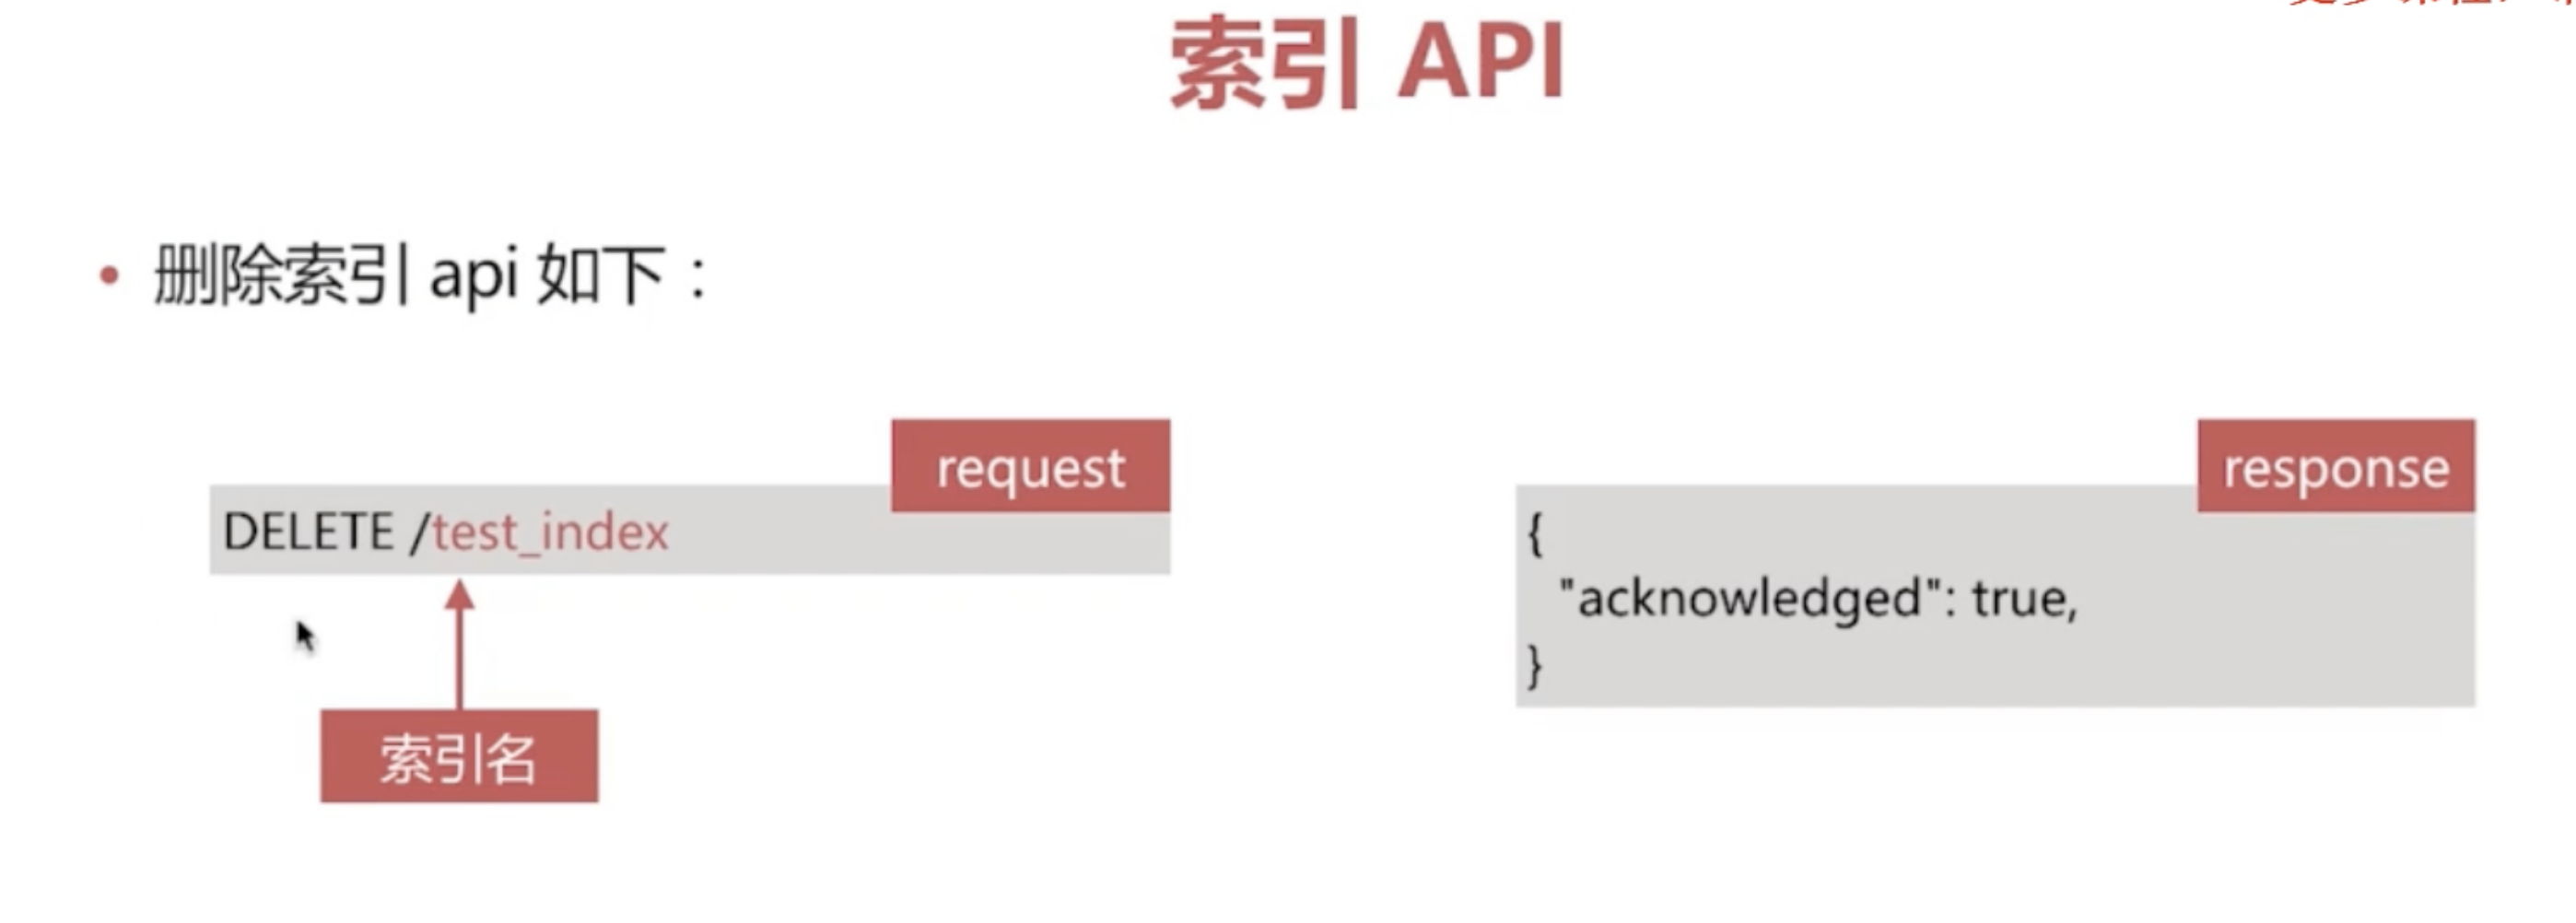 索引 API
• 删除索引 api 如下：
request
DELETE /test_index
索引名
response
{
"acknowledged": true,
}